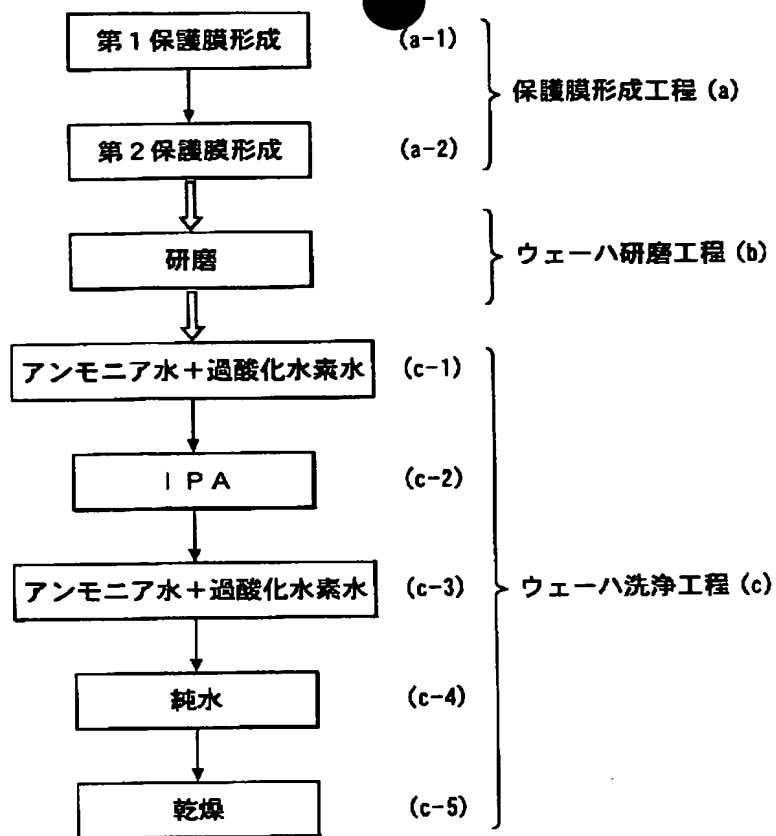 第1保護膜形成 (a-1)
保護膜形成工程(a)
第2保護膜形成 (a-2)
研磨
ウェーハ研磨工程(b)
アンモニア水+過酸化水素水 (c-1)
IPA (c-2)
アンモニア水+過酸化水素水 (c-3)
ウェーハ洗浄工程(c)
純水 (c-4)
乾燥 (c-5)